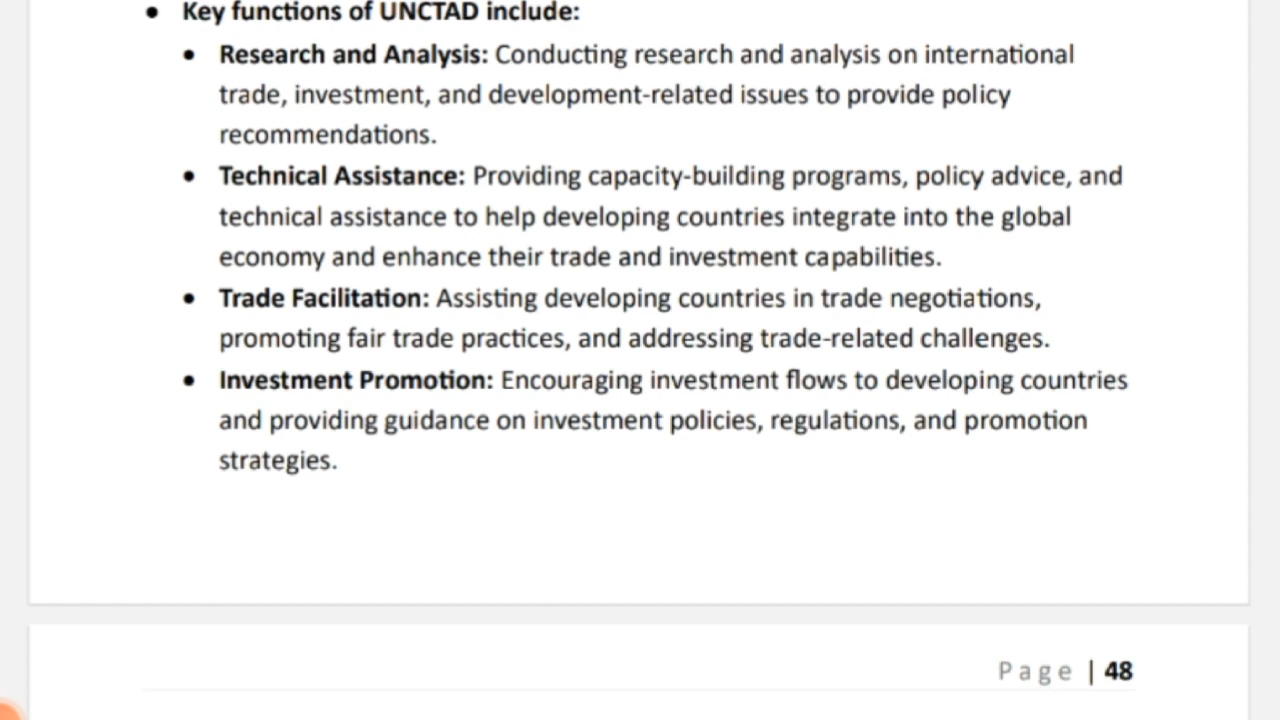 • Key functions of UNCTAD include:
• Research and Analysis: Conducting research and analysis on international
trade, investment, and development-related issues to provide policy
recommendations.
• Technical Assistance: Providing capacity-building programs, policy advice, and
technical assistance to help developing countries integrate into the global
economy and enhance their trade and investment capabilities.
• Trade Facilitation: Assisting developing countries in trade negotiations,
promoting fair trade practices, and addressing trade-related challenges.
• Investment Promotion: Encouraging investment flows to developing countries
and providing guidance on investment policies, regulations, and promotion
strategies.
Page | 48